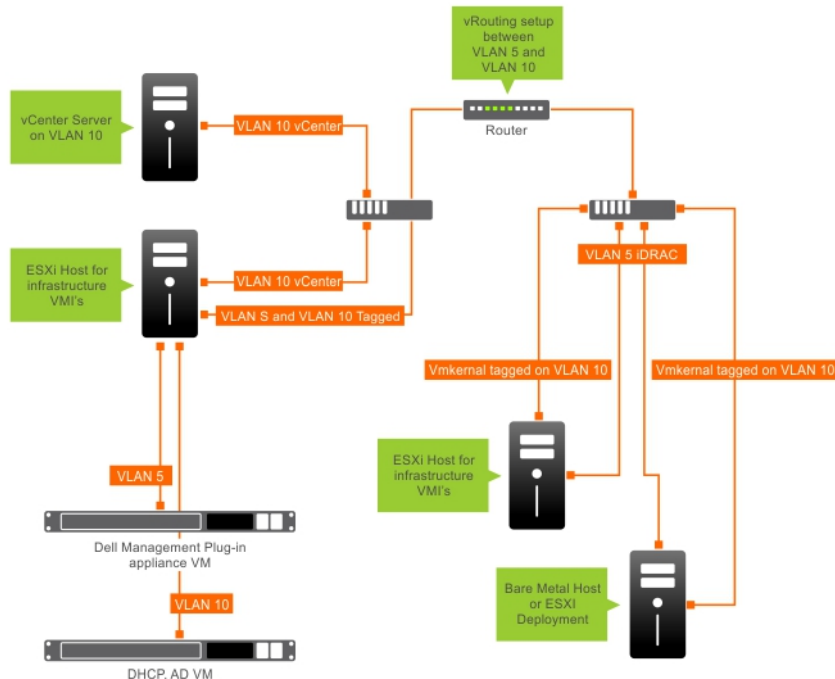 vRouting setup
between
VLAN 5 and
VLAN 10
Router
vCenter Server
on VLAN 10
VLAN 10 vCenter
ESXi Host for
infrastructure
VMI's
VLAN 10 vCenter
VLAN S and VLAN 10 Tagged
VLAN 5 iDRAC
Vmkernal tagged on VLAN 10
Vmkernal tagged on VLAN 10
ESXi Host for
infrastructure
VMI's
VLAN 5
Dell Management Plug-in
appliance VM
VLAN 10
DHCP, AD VM
Bare Metal Host
or ESXI
Deployment